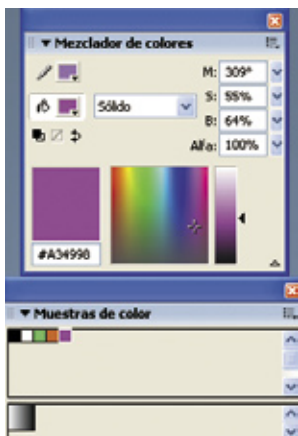 Mezclador de colores
M: 309°
Sólido
S: 55%
B: 64%
Alfa: 100%
#A34998
Muestras de color